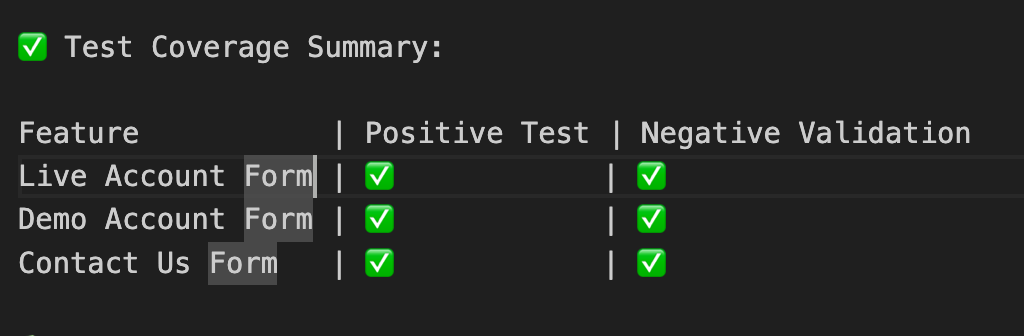 ✅ Test Coverage Summary:
Feature | Positive Test | Negative Validation
Live Account Form | ✅ | ✅
Demo Account Form | ✅ | ✅
Contact Us Form | ✅ | ✅